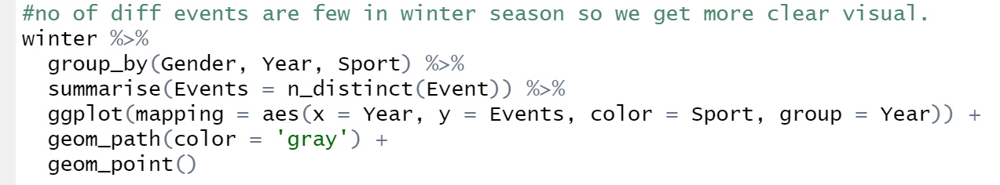 #no of diff events are few in winter season so we get more clear visual.
winter %>%
  group_by(Gender, Year, Sport) %>%
  summarise(Events = n_distinct(Event)) %>%
  ggplot(mapping = aes(x = Year, y = Events, color = Sport, group = Year)) +
  geom_path(color = 'gray') +
  geom_point()